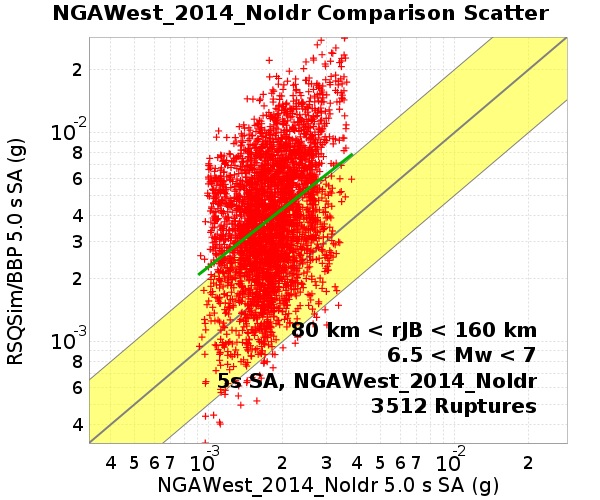 NGAWest_2014_NoIdr Comparison Scatter
RSQSim/BBP 5.0 s SA (g)
2
10-2
8
6
4
3
2
10-3
8
6
4
80 km < rJB < 160 km
6.5 < Mw < 7
5s SA, NGAWest_2014_NoIdr
3512 Ruptures
4 5 6 7 10-3 2 3 4 5 6 7 10-2 2
NGAWest_2014_NoIdr 5.0 s SA (g)